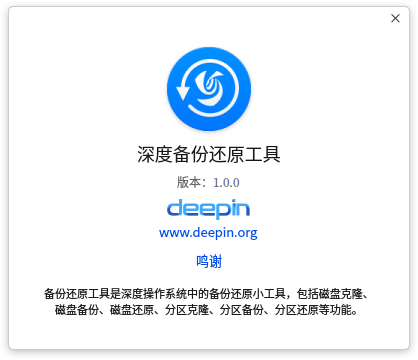 深度备份还原工具
版本：1.0.0
deepin
www.deepin.org
鸣谢
备份还原工具是深度操作系统中的备份还原小工具，包括磁盘克隆、
磁盘备份、磁盘还原、分区克隆、分区备份、分区还原等功能。